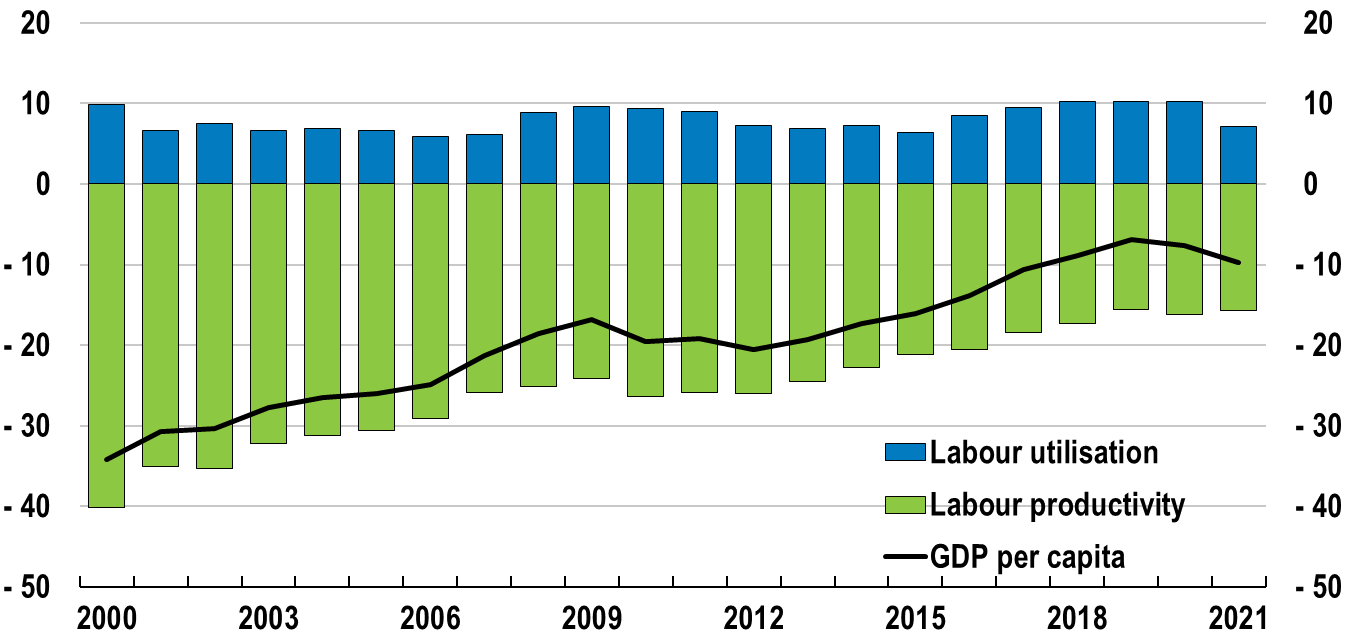 20 20
10 10
0 0
- 10 - 10
- 20 - 20
- 30 - 30
Labour utilisation
Labour productivity
- 40 - 40
GDP per capita
- 50 - 50
2000 2003 2006 2009 2012 2015 2018 2021